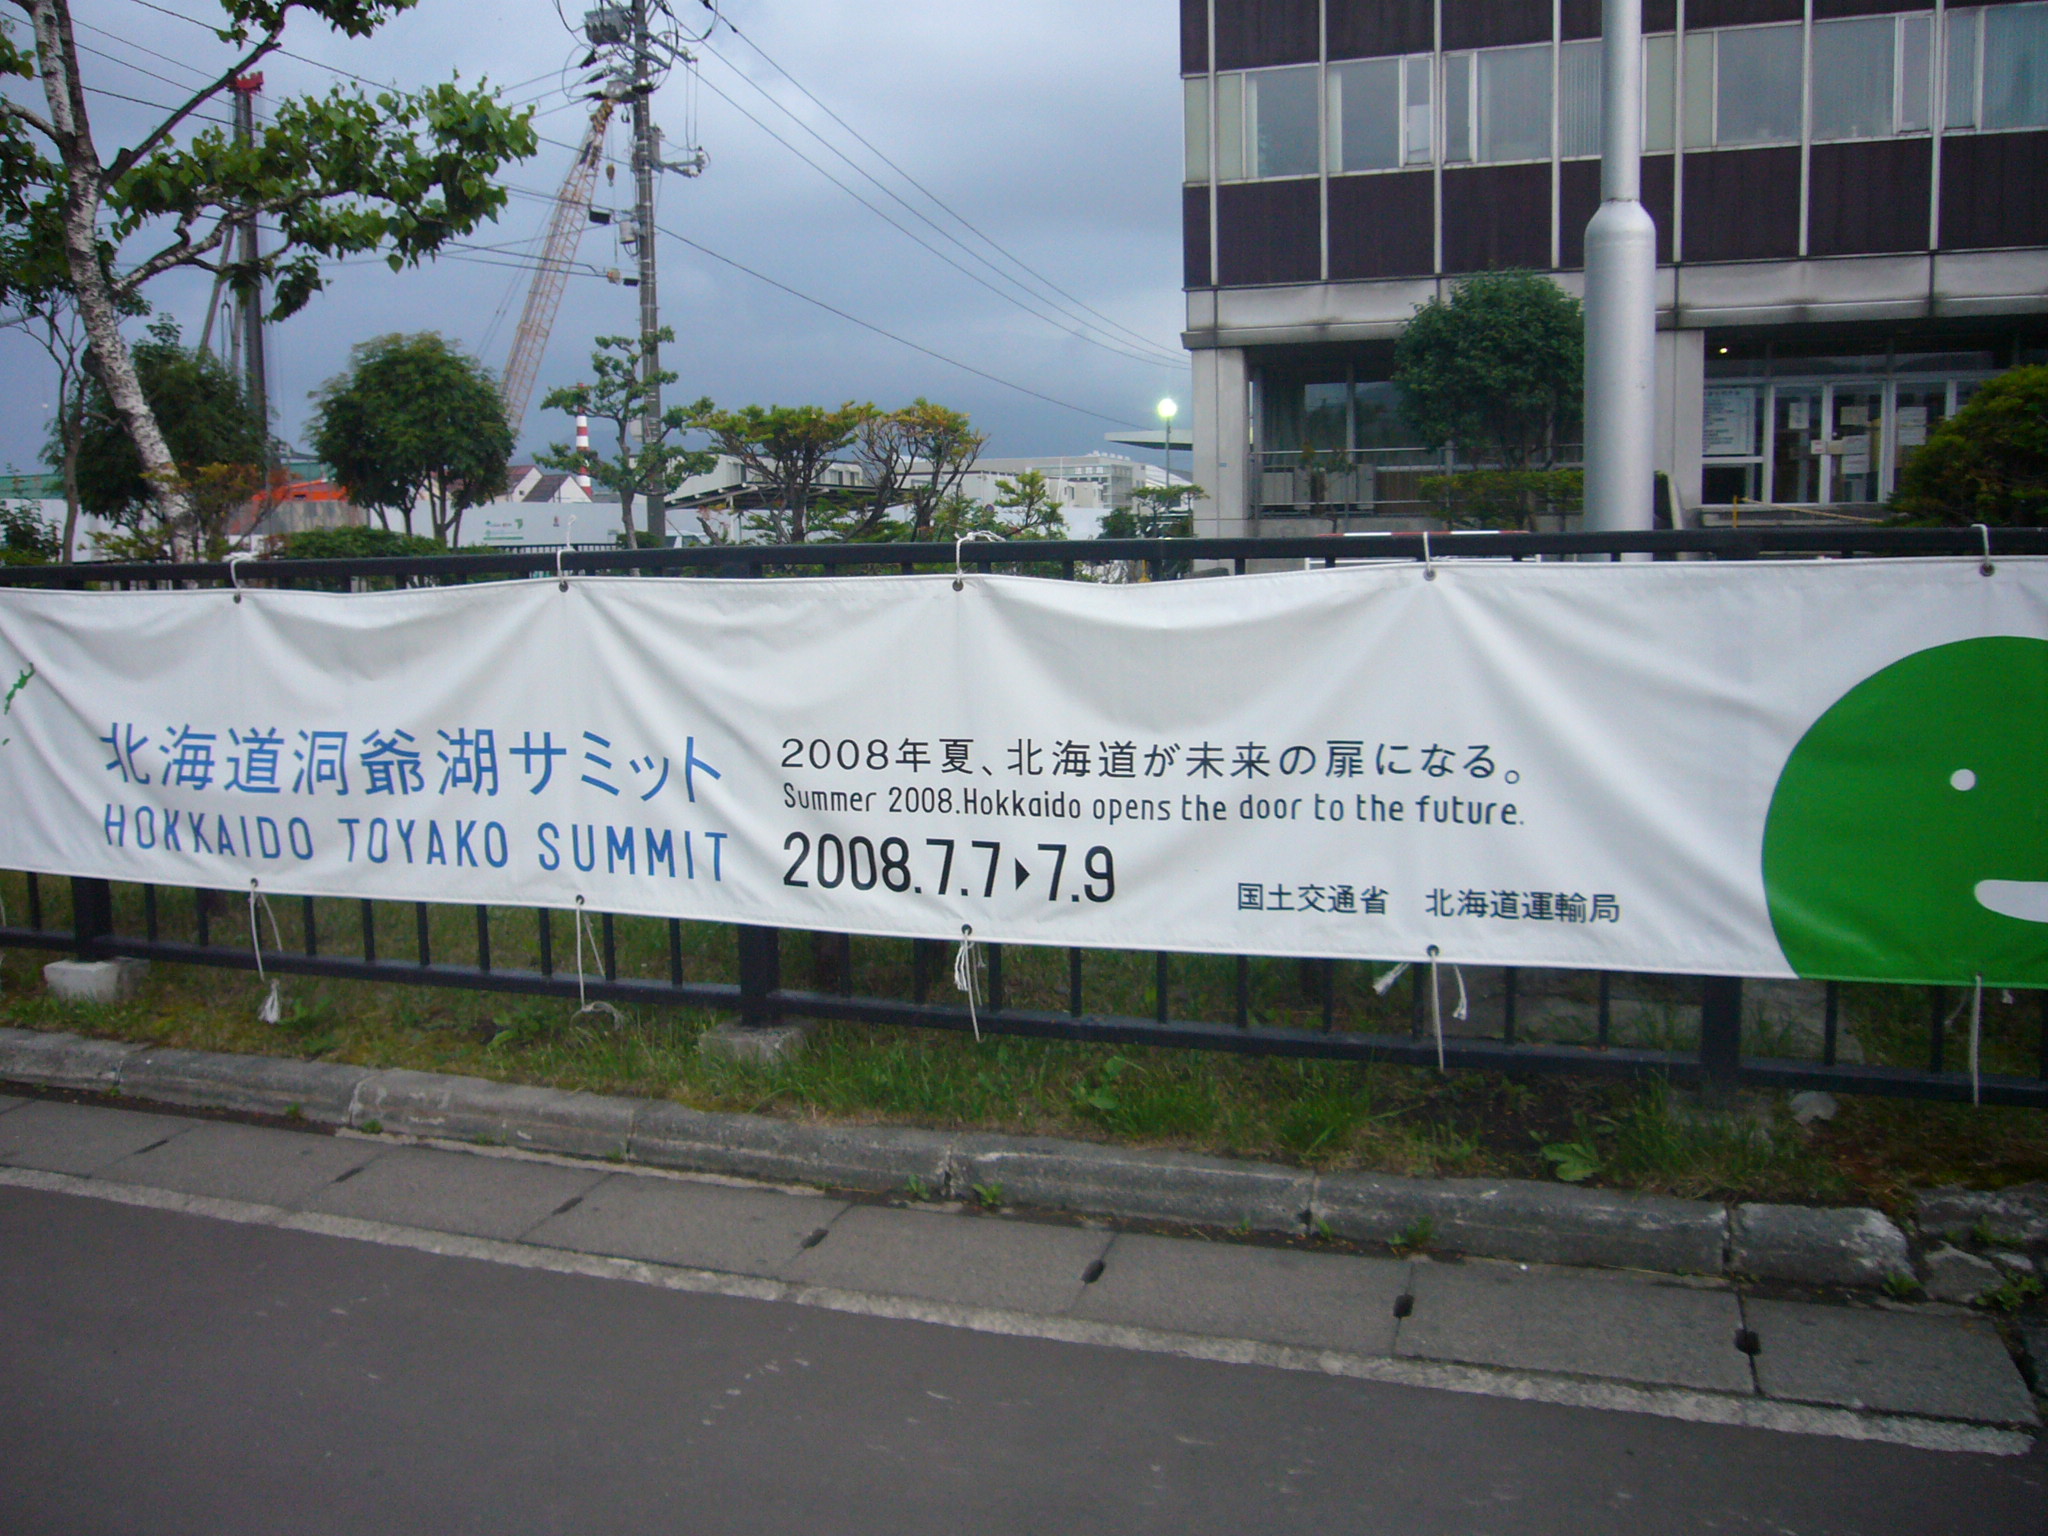 北海道洞爺湖サミット
HOKKAIDO TOYAKO SUMMIT
2008年夏、北海道が未来の扉になる。
Summer 2008.Hokkaido opens the door to the future.
2008.7.7▶7.9
国土交通省 北海道運輸局